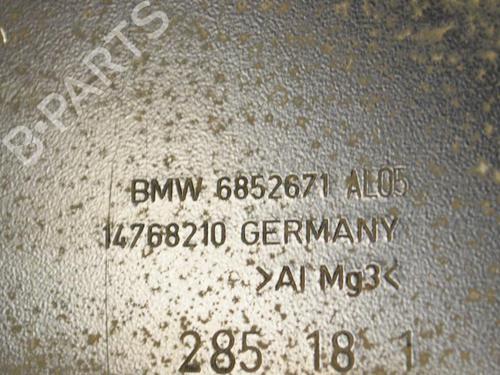 B-PARTS
BMW 6852671 AL05
14768210 GERMANY
>Al Mg3<
285 18 1